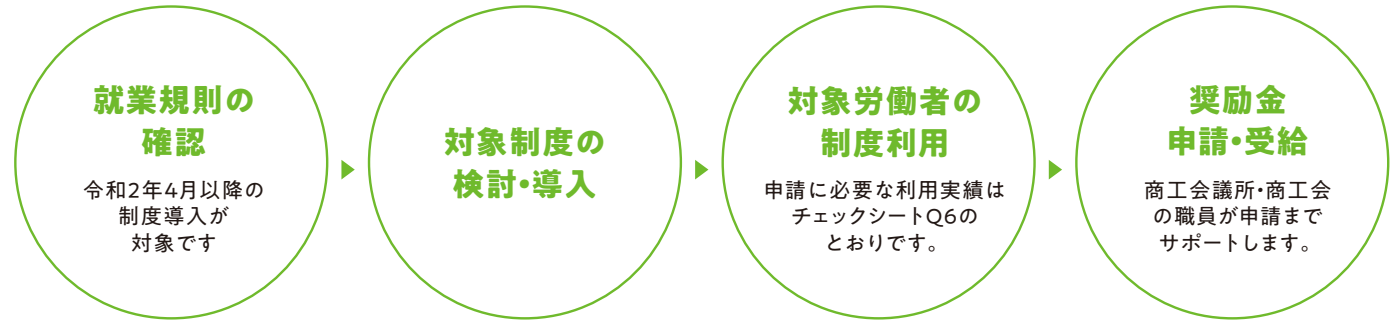 就業規則の
確認
令和2年4月以降の
制度導入が
対象です
対象制度の
検討・導入
対象労働者の
制度利用
申請に必要な利用実績は
チェックシートQ6の
とおりです。
奨励金
申請・受給
商工会議所・商工会
の職員が申請まで
サポートします。